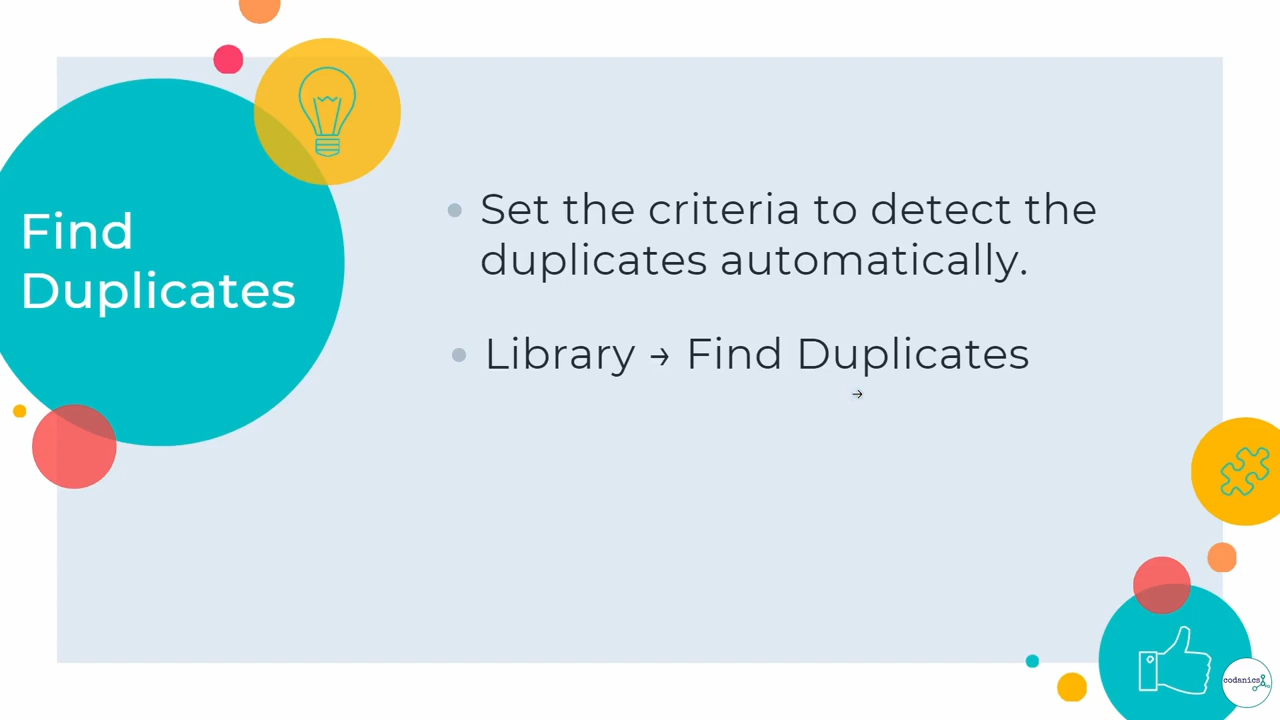 Find
Duplicates
Set the criteria to detect the
duplicates automatically.
Library → Find Duplicates
→
codanics